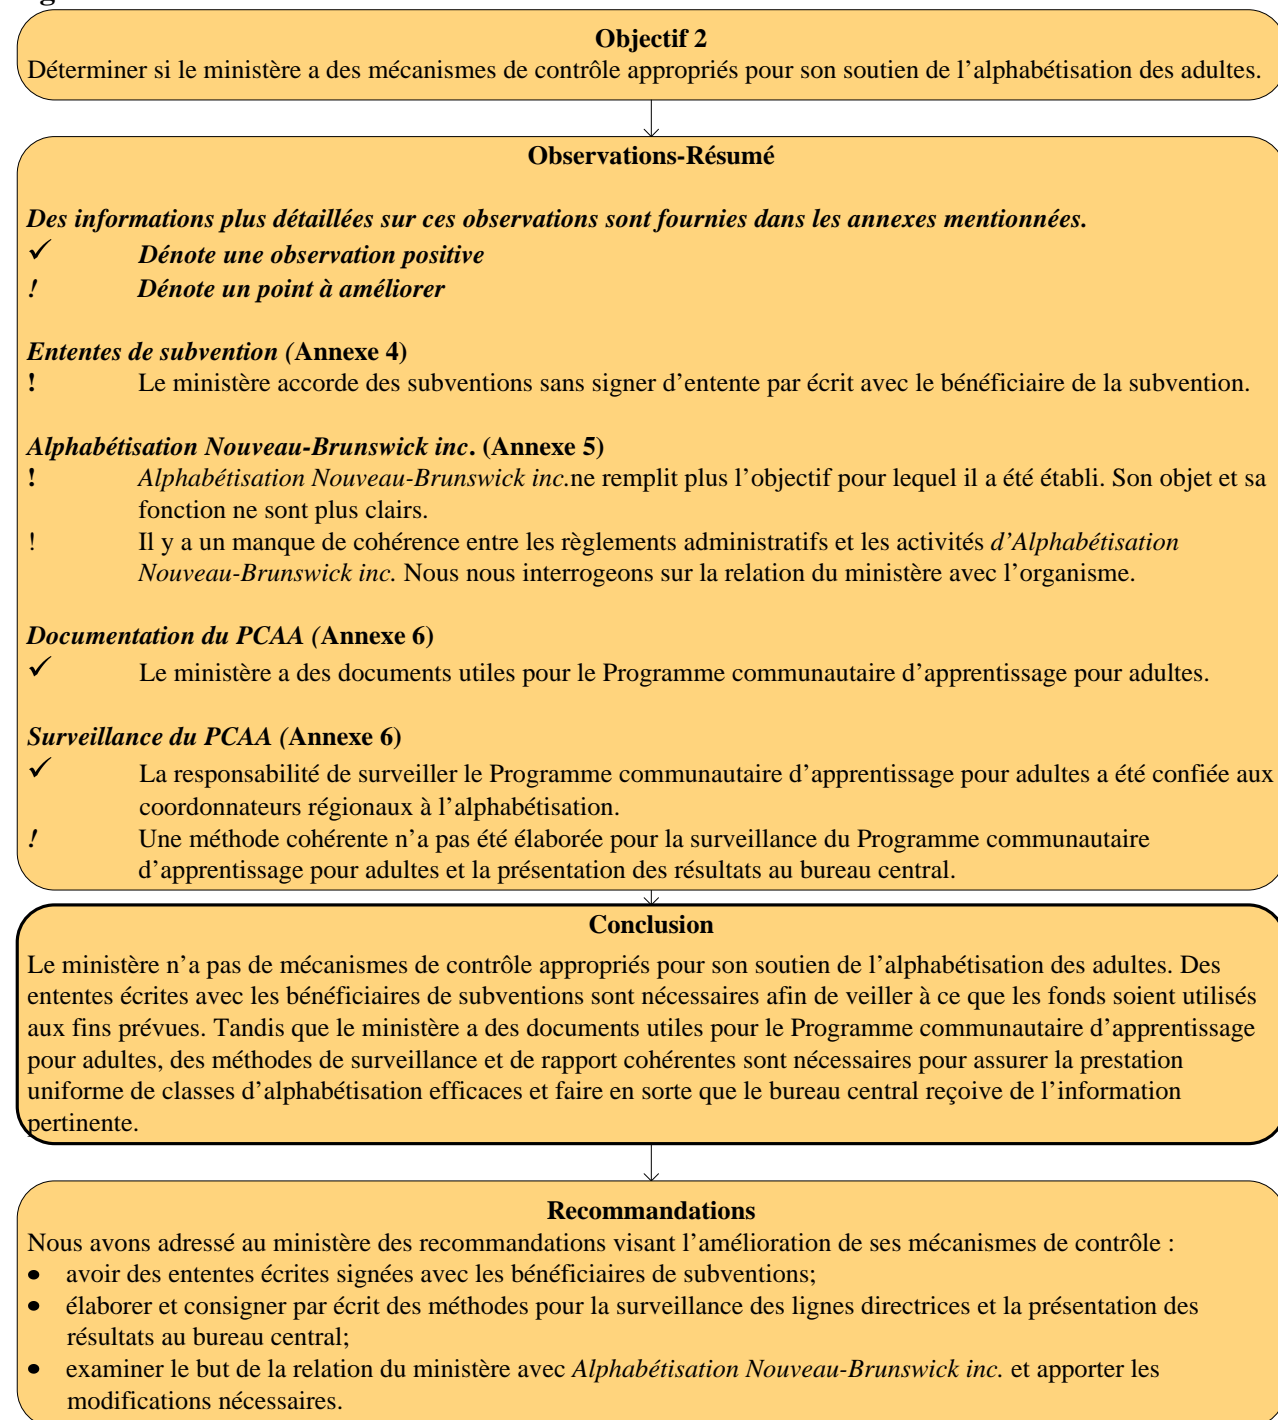 Objectif 2
Déterminer si le ministère a des mécanismes de contrôle appropriés pour son soutien de l’alphabétisation des adultes.
Observations-Résumé
Des informations plus détaillées sur ces observations sont fournies dans les annexes mentionnées.
✓ Dénote une observation positive
! Dénote un point à améliorer
Ententes de subvention (Annexe 4)
! Le ministère accorde des subventions sans signer d’entente par écrit avec le bénéficiaire de la subvention.
Alphabétisation Nouveau-Brunswick inc. (Annexe 5)
! Alphabétisation Nouveau-Brunswick inc.ne remplit plus l’objectif pour lequel il a été établi. Son objet et sa
fonction ne sont plus clairs.
! Il y a un manque de cohérence entre les règlements administratifs et les activités d'Alphabétisation
Nouveau-Brunswick inc. Nous nous interrogeons sur la relation du ministère avec l’organisme.
Documentation du PCAA (Annexe 6)
✓ Le ministère a des documents utiles pour le Programme communautaire d’apprentissage pour adultes.
Surveillance du PCAA (Annexe 6)
✓ La responsabilité de surveiller le Programme communautaire d’apprentissage pour adultes a été confiée aux
coordonnateurs régionaux à l’alphabétisation.
! Une méthode cohérente n’a pas été élaborée pour la surveillance du Programme communautaire
d’apprentissage pour adultes et la présentation des résultats au bureau central.
Conclusion
Le ministère n’a pas de mécanismes de contrôle appropriés pour son soutien de l’alphabétisation des adultes. Des
ententes écrites avec les bénéficiaires de subventions sont nécessaires afin de veiller à ce que les fonds soient utilisés
aux fins prévues. Tandis que le ministère a des documents utiles pour le Programme communautaire d’apprentissage
pour adultes, des méthodes de surveillance et de rapport cohérentes sont nécessaires pour assurer la prestation
uniforme de classes d’alphabétisation efficaces et faire en sorte que le bureau central reçoive de l’information
pertinente.
Recommandations
Nous avons adressé au ministère des recommandations visant l’amélioration de ses mécanismes de contrôle :
• avoir des ententes écrites signées avec les bénéficiaires de subventions;
• élaborer et consigner par écrit des méthodes pour la surveillance des lignes directrices et la présentation des
résultats au bureau central;
• examiner le but de la relation du ministère avec Alphabétisation Nouveau-Brunswick inc. et apporter les
modifications nécessaires.